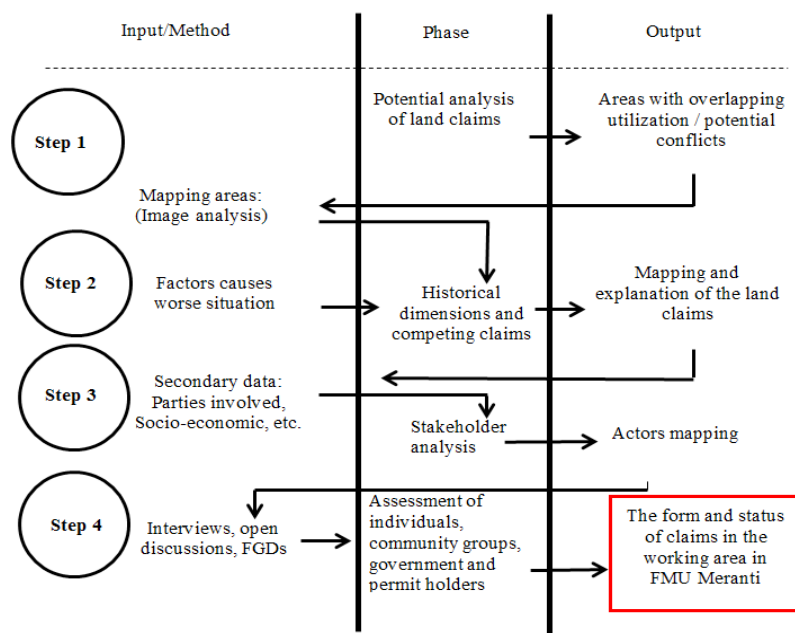 Input/Method
Phase
Output
Step 1
Potential analysis
of land claims
Areas with overlapping
utilization / potential
conflicts
Mapping areas:
(Image analysis)
Step 2
Factors causes
worse situation
Historical
dimensions and
competing claims
Mapping and
explanation of the land
claims
Step 3
Secondary data:
Parties involved,
Socio-economic, etc.
Stakeholder
analysis
Actors mapping
Step 4
Interviews, open
discussions, FGDs
Assessment of
individuals,
community groups,
government and
permit holders
The form and status
of claims in the
working area in
FMU Meranti